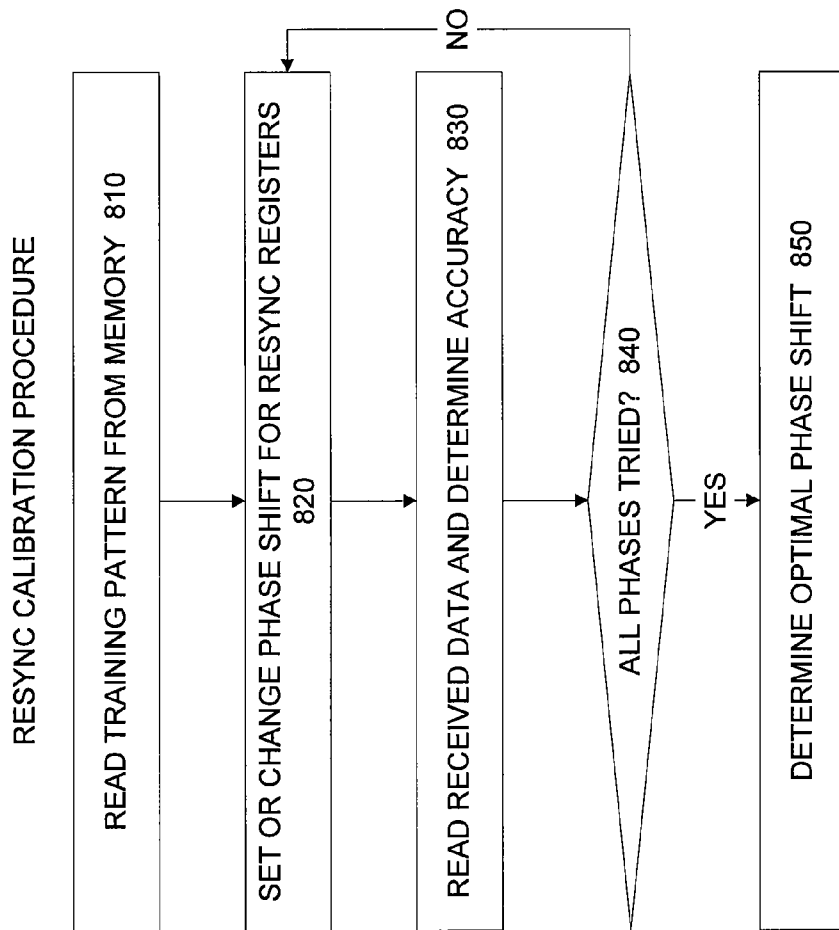 RESYNC CALIBRATION PROCEDURE
READ TRAINING PATTERN FROM MEMORY 810
SET OR CHANGE PHASE SHIFT FOR RESYNC REGISTERS
820
READ RECEIVED DATA AND DETERMINE ACCURACY 830
ALL PHASES TRIED? 840
NO
YES
DETERMINE OPTIMAL PHASE SHIFT 850